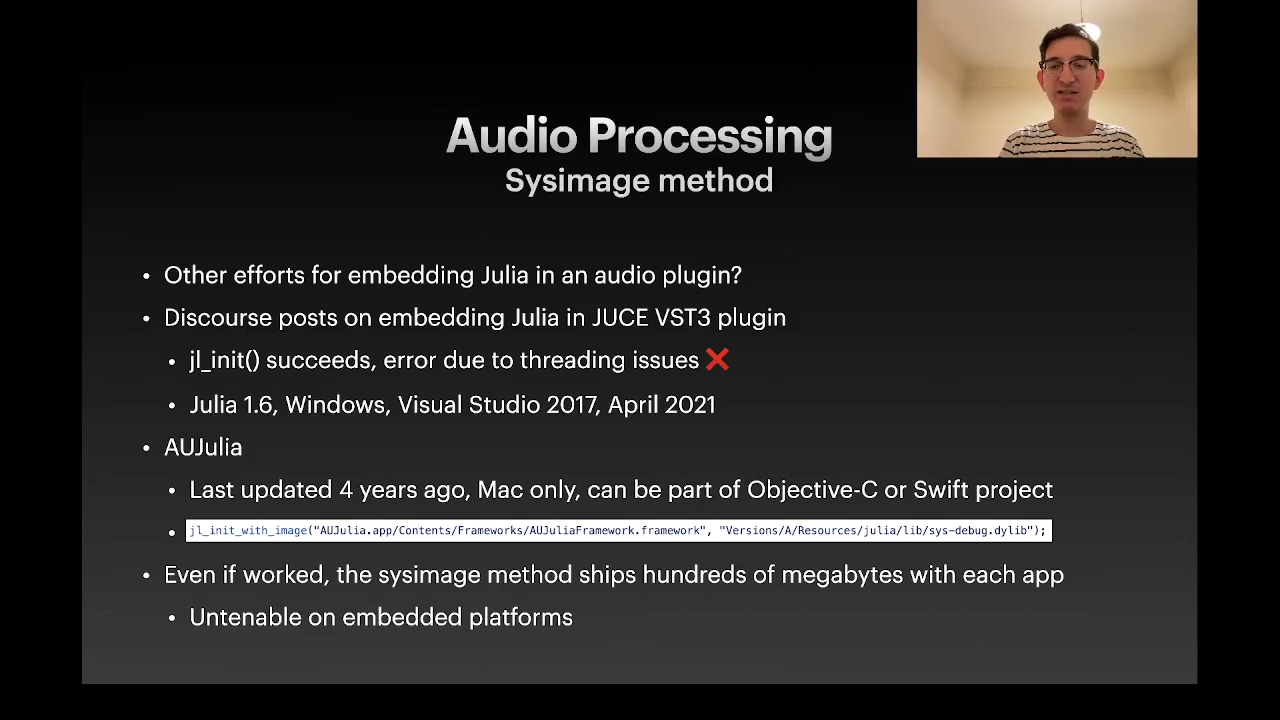 Audio Processing
Sysimage method
• Other efforts for embedding Julia in an audio plugin?
• Discourse posts on embedding Julia in JUCE VST3 plugin
• jl_init() succeeds, error due to threading issues ❌
• Julia 1.6, Windows, Visual Studio 2017, April 2021
• AUJulia
• Last updated 4 years ago, Mac only, can be part of Objective-C or Swift project
• jl_init_with_image("AUJulia.app/Contents/Frameworks/AUJuliaFramework.framework", "Versions/A/Resources/julia/lib/sys-debug.dylib");
• Even if worked, the sysimage method ships hundreds of megabytes with each app
• Untenable on embedded platforms